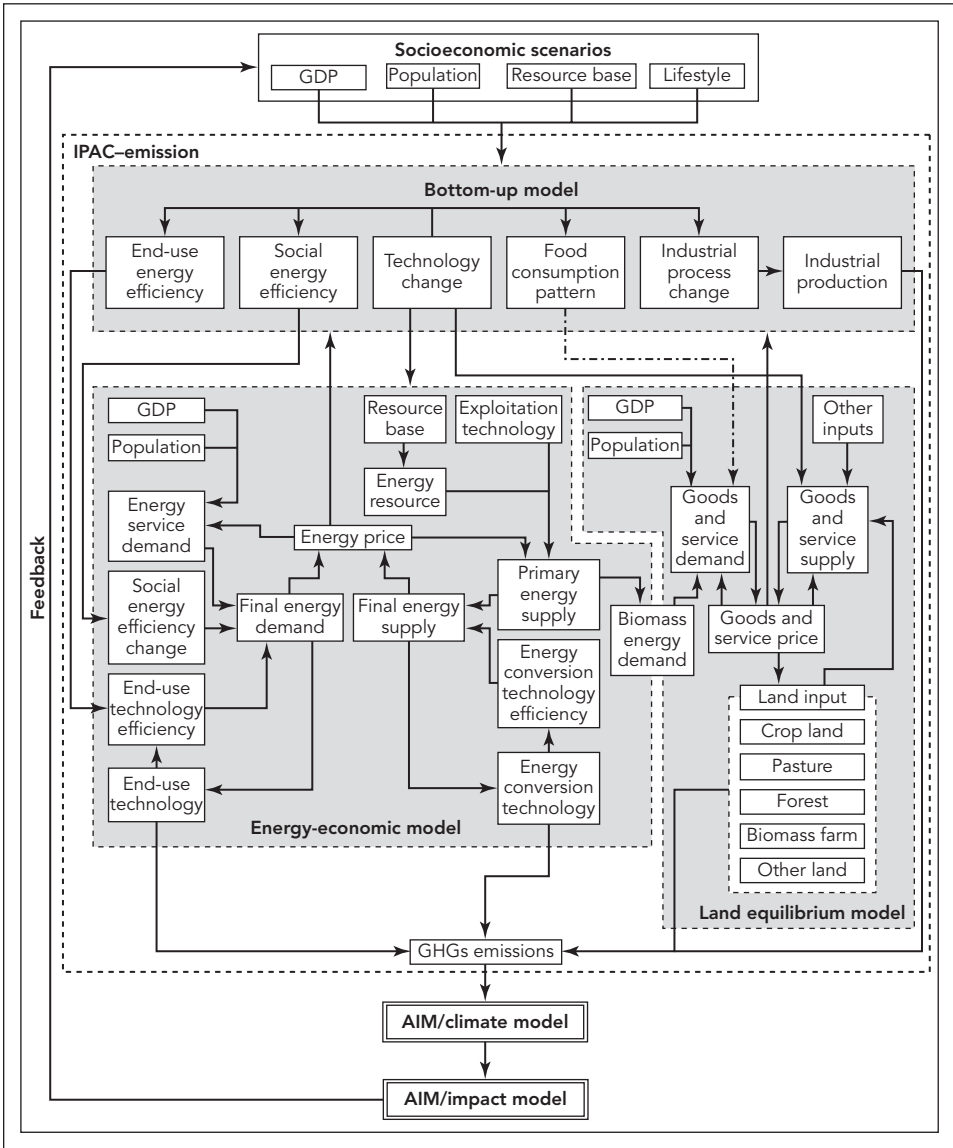 Socioeconomic scenarios
GDP
Population
Resource base
Lifestyle
IPAC–emission
Bottom-up model
End-use
energy
efficiency
Social
energy
efficiency
Technology
change
Food
consumption
pattern
Industrial
process
change
Industrial
production
GDP
Population
Resource
base
Exploitation
technology
Energy
resource
Energy
service
demand
Energy price
Social
energy
efficiency
change
Final energy
demand
Final energy
supply
Primary
energy
supply
End-use
technology
efficiency
Energy
conversion
technology
efficiency
End-use
technology
Energy
conversion
technology
Energy-economic model
Biomass
energy
demand
GDP
Population
Other
inputs
Goods
and
service
demand
Goods
and
service
supply
Goods and
service price
Land input
Crop land
Pasture
Forest
Biomass farm
Other land
Land equilibrium model
Feedback
GHGs emissions
AIM/climate model
AIM/impact model